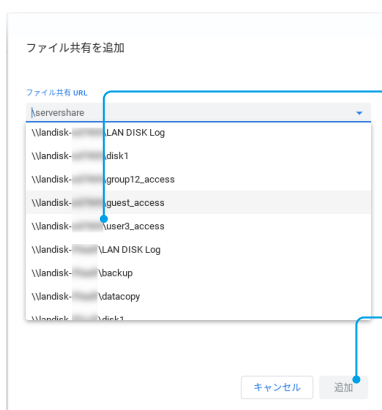 ファイル共有を追加
ファイル共有 URL
\servershare
\\landisk- \LAN DISK Log
\\landisk- \disk1
\\landisk- \group12_access
\\landisk- \guest_access
\\landisk- \user3_access
\\landisk- \LAN DISK Log
\\landisk- \backup
\\landisk- \datacopy
\\landisk- \disk1
キャンセル 追加